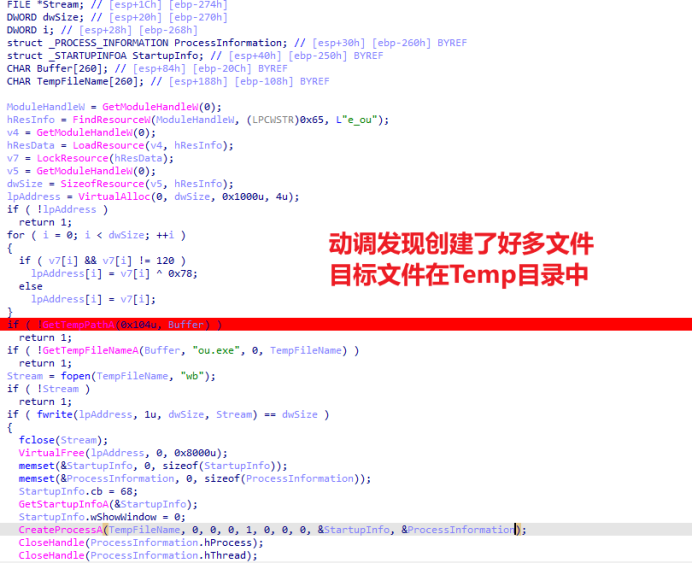 FILE *Stream; // [esp+1Ch] [ebp-274h]
DWORD dwSize; // [esp+20h] [ebp-270h]
DWORD i; // [esp+28h] [ebp-268h]
struct _PROCESS_INFORMATION ProcessInformation; // [esp+30h] [ebp-260h] BYREF
struct _STARTUPINFOA StartupInfo; // [esp+40h] [ebp-250h] BYREF
CHAR Buffer[260]; // [esp+84h] [ebp-20Ch] BYREF
CHAR TempFileName[260]; // [esp+188h] [ebp-108h] BYREF
ModuleHandleW = GetModuleHandleW(0);
hResInfo = FindResourceW(ModuleHandleW, (LPCWSTR)0x65, L"e_ou");
v4 = GetModuleHandleW(0);
hResData = LoadResource(v4, hResInfo);
v7 = LockResource(hResData);
v5 = GetModuleHandleW(0);
dwSize = SizeofResource(v5, hResInfo);
lpAddress = VirtualAlloc(0, dwSize, 0x1000u, 4u);
if ( !lpAddress )
return 1;
for ( i = 0; i < dwSize; ++i )
{
if ( v7[i] && v7[i] != 120 )
lpAddress[i] = v7[i] ^ 0x78;
else
lpAddress[i] = v7[i];
}
动调发现创建了好多文件
目标文件在Temp目录中
if ( !GetTempPathA(0x104u, Buffer) )
return 1;
if ( !GetTempFileNameA(Buffer, "ou.exe", 0, TempFileName) )
return 1;
Stream = fopen(TempFileName, "wb");
if ( !Stream )
return 1;
if ( fwrite(lpAddress, 1u, dwSize, Stream) == dwSize )
{
fclose(Stream);
VirtualFree(lpAddress, 0, 0x8000u);
memset(&StartupInfo, 0, sizeof(StartupInfo));
memset(&ProcessInformation, 0, sizeof(ProcessInformation));
StartupInfo.cb = 68;
GetStartupInfoA(&StartupInfo);
StartupInfo.wShowWindow = 0;
CreateProcessA(TempFileName, 0, 0, 0, 1, 0, 0, 0, &StartupInfo, &ProcessInformation);
CloseHandle(ProcessInformation.hProcess);
CloseHandle(ProcessInformation.hThread);